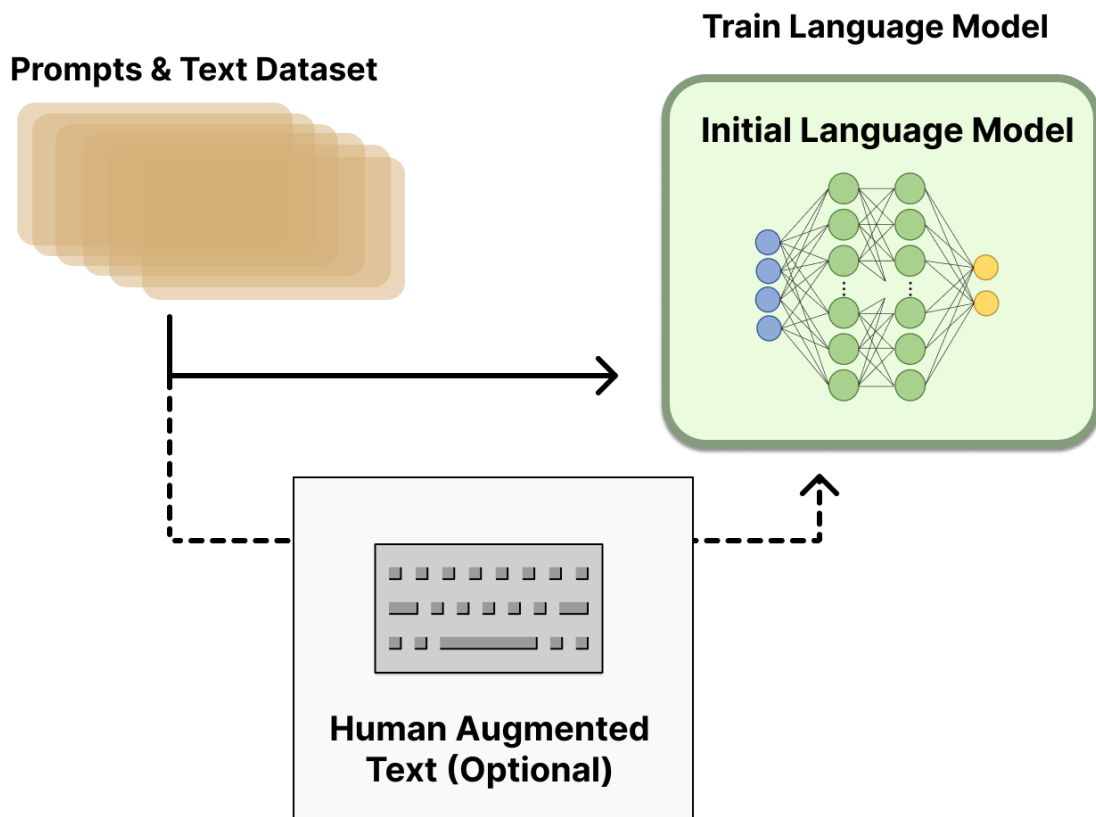 Train Language Model
Prompts & Text Dataset
Initial Language Model
Human Augmented
Text (Optional)